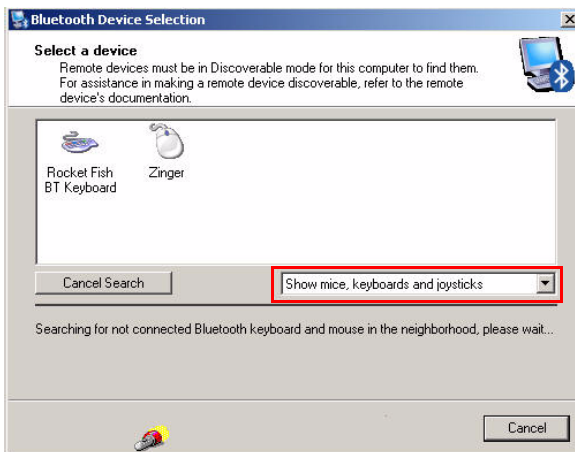 Bluetooth Device Selection
Select a device
Remote devices must be in Discoverable mode for this computer to find them.
For assistance in making a remote device discoverable, refer to the remote
device's documentation.
Rocket Fish
BT Keyboard
Zinger
Cancel Search
Show mice, keyboards and joysticks
Searching for not connected Bluetooth keyboard and mouse in the neighborhood, please wait...
Cancel